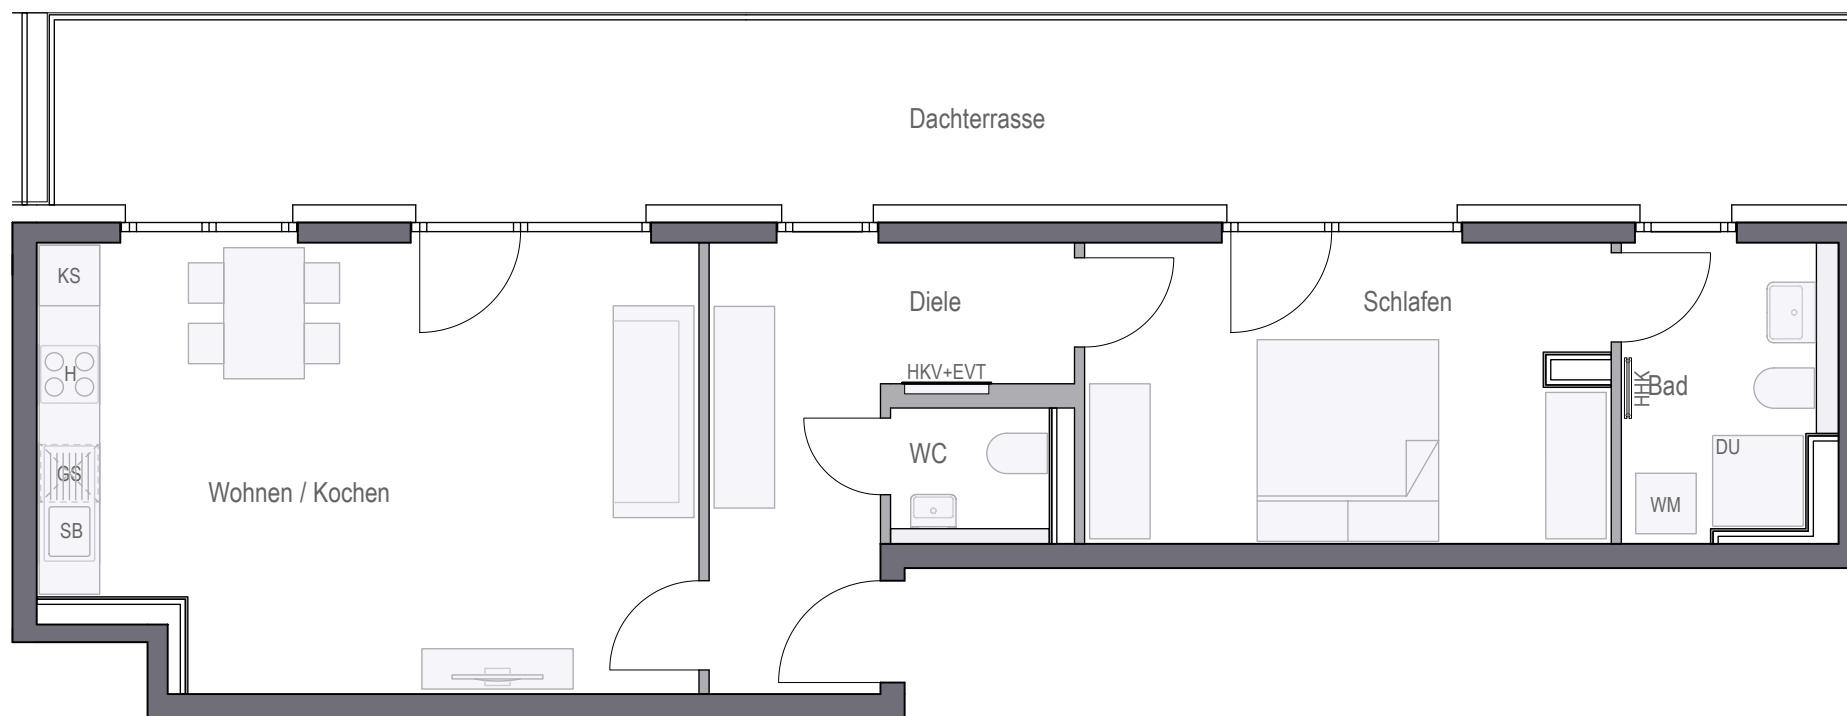 Dachterrasse
KS
Diele
Schlafen
H
HKV+EVT
HHK
Bad
WC
DU
GS
Wohnen / Kochen
WM
SB